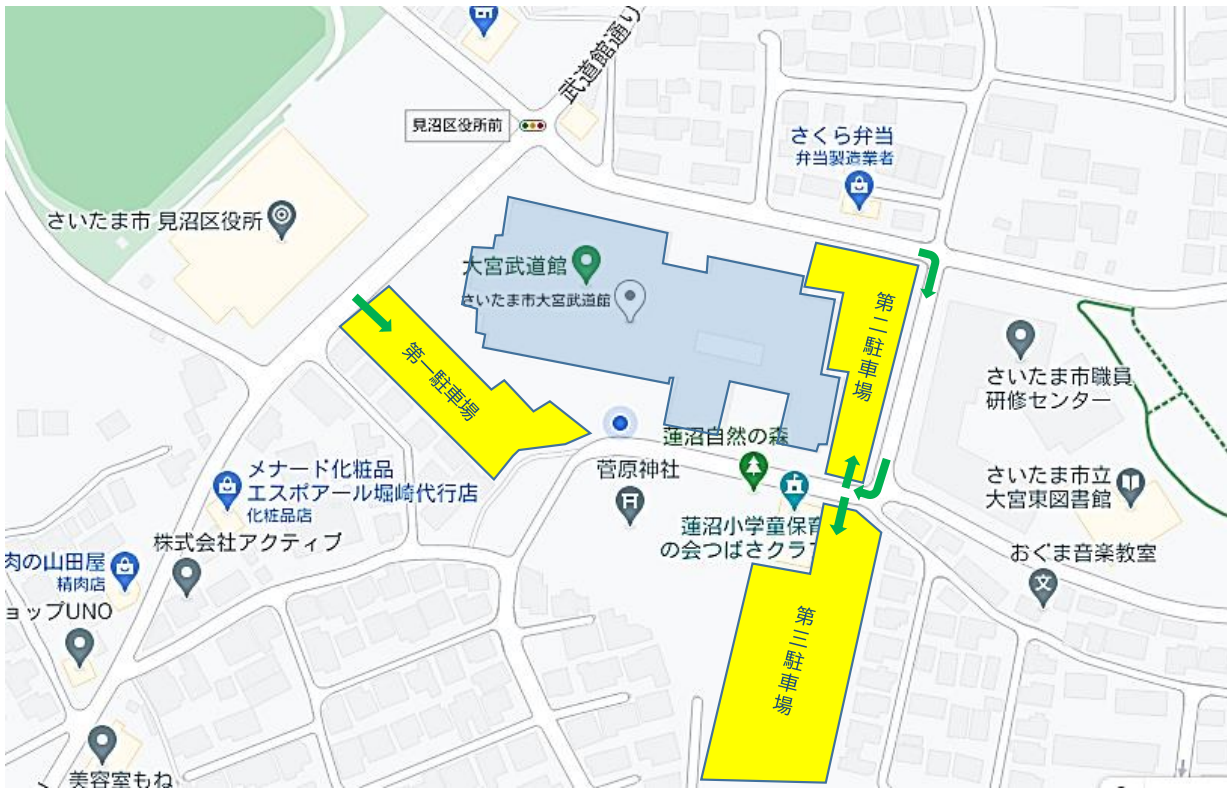 武道館通り
見沼区役所前
さくら弁当
弁当製造業者
さいたま市 見沼区役所
大宮武道館
さいたま市大宮武道館
第一駐車場
第二駐車場
さいたま市職員
研修センター
蓮沼自然の森
菅原神社
メナード化粧品
エスポアール堀崎代行店
化粧品店
さいたま市立
大宮東図書館
蓮沼小学童保育
の会つばさクラブ
株式会社アクティブ
おぐま音楽教室
肉の山田屋
精肉店
ョップUNO
第三駐車場
美容室もね